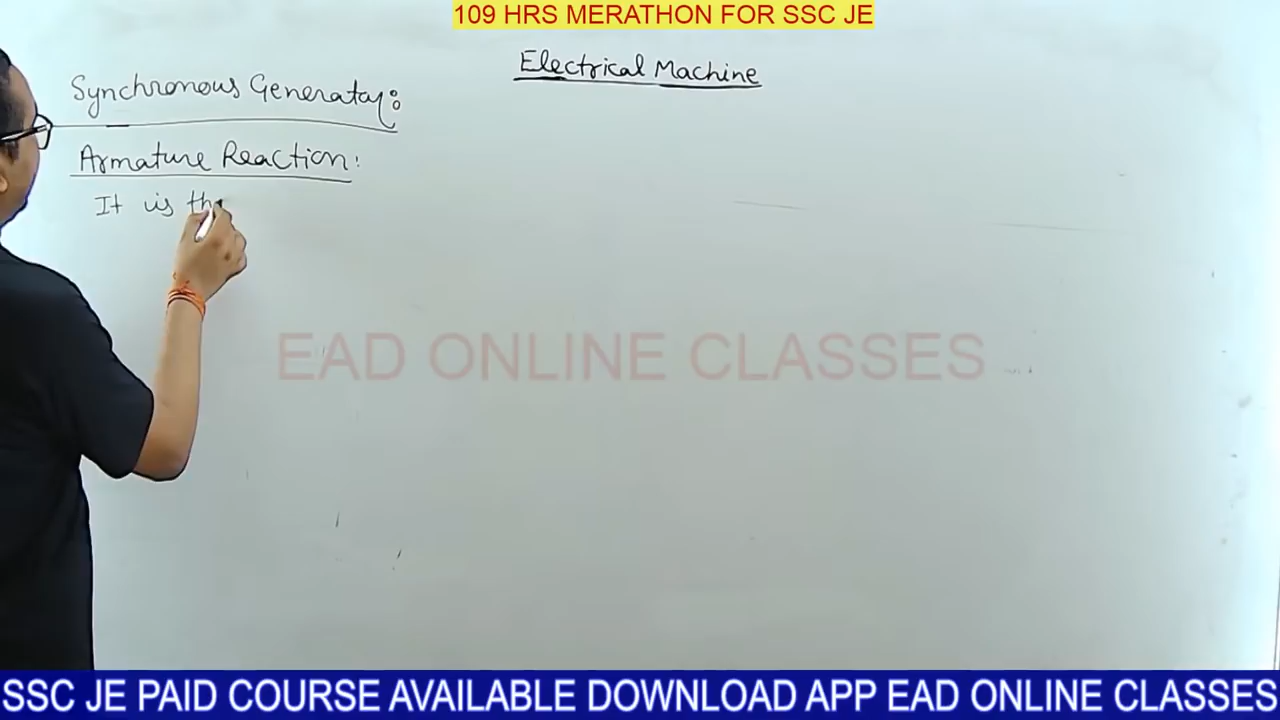 109 HRS MERATHON FOR SSC JE
Electrical Machine
Synchronous Generator:
Armature Reaction:
It is the
EAD ONLINE CLASSES
SSC JE PAID COURSE AVAILABLE DOWNLOAD APP EAD ONLINE CLASSES